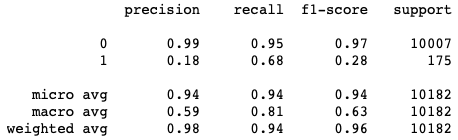 precision recall f1-score support
0 0.99 0.95 0.97 10007
1 0.18 0.68 0.28 175
micro avg 0.94 0.94 0.94 10182
macro avg 0.59 0.81 0.63 10182
weighted avg 0.98 0.94 0.96 10182